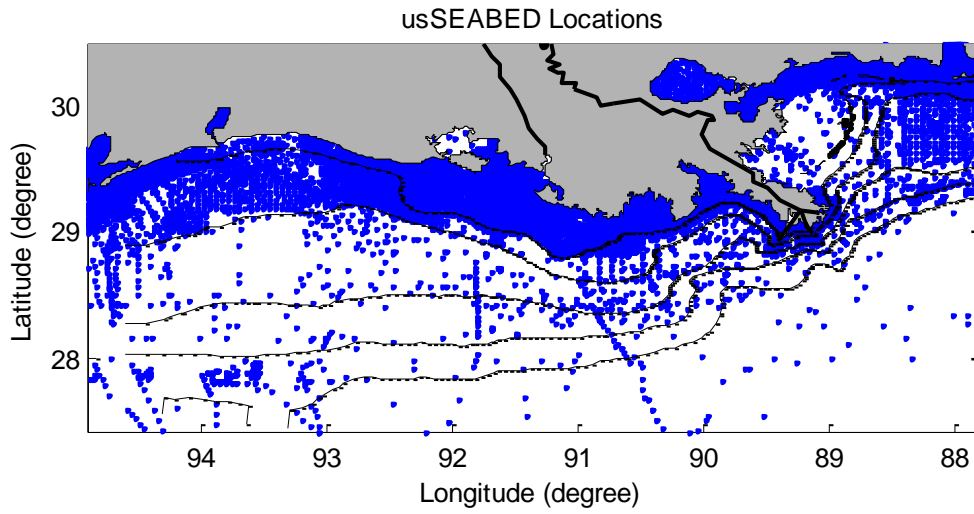 usSEABED Locations
30
29
28
Latitude (degree)
94 93 92 91 90 89 88
Longitude (degree)